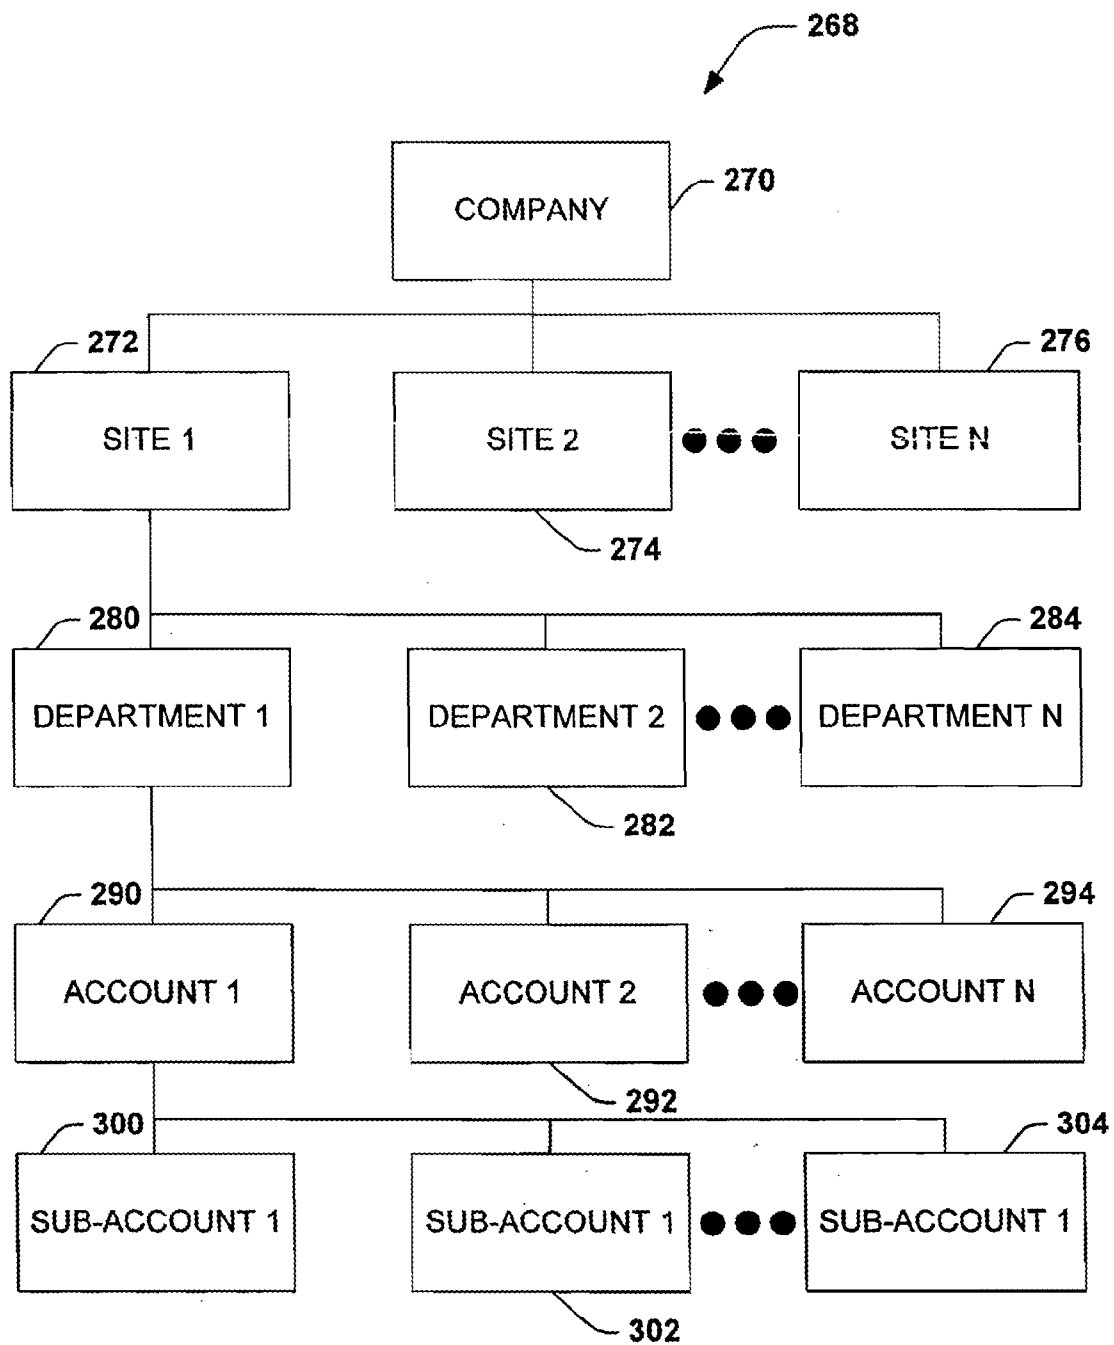 268
COMPANY
270
272
276
SITE 1
SITE 2
SITE N
274
280
284
DEPARTMENT 1
DEPARTMENT 2
DEPARTMENT N
282
290
294
ACCOUNT 1
ACCOUNT 2
ACCOUNT N
292
300
304
SUB-ACCOUNT 1
SUB-ACCOUNT 1
SUB-ACCOUNT 1
302